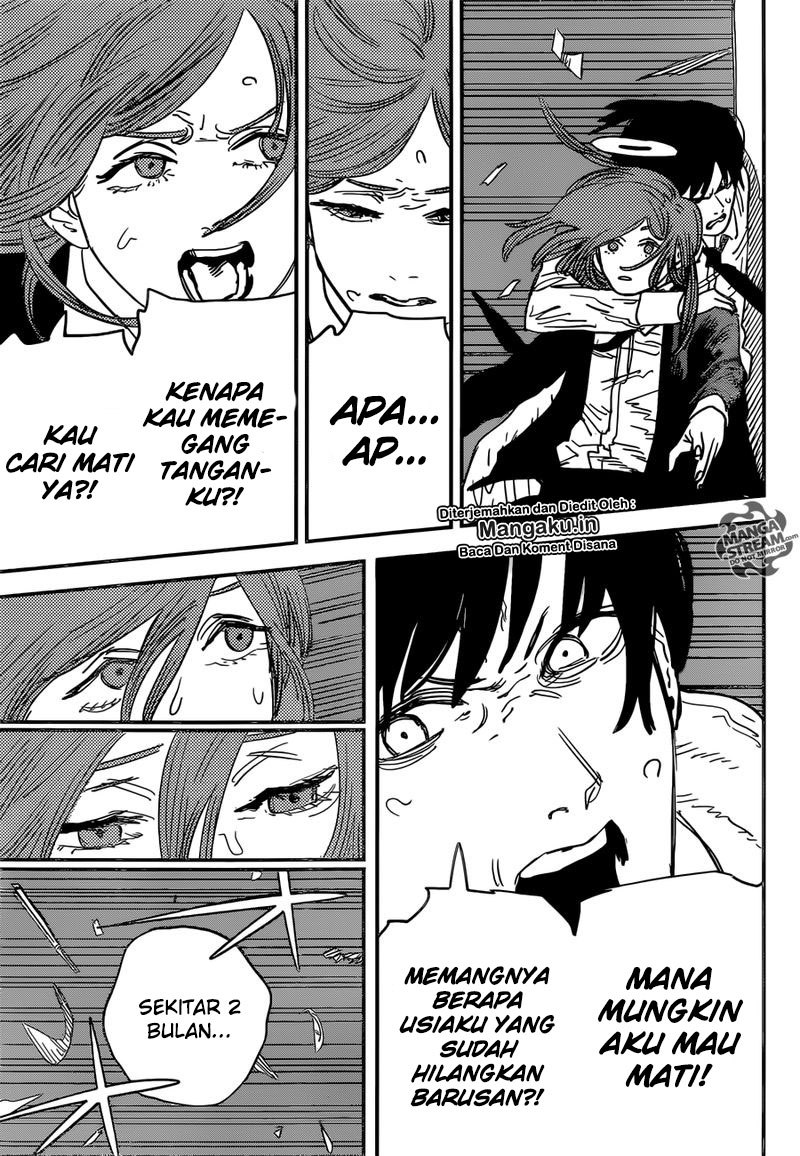 APA...
AP...
KENAPA
KAU MEME-
GANG
TANGAN-
KU?!
KAU
CARI MATI
YA?!
Diterjemahkan dan Diedit Oleh :
Mangaku.in
Baca Dan Koment Disana
MANGA
STREAM.com
DO NOT MIRROR
MANA
MUNGKIN
AKU MAU
MATI!
MEMANGNYA
BERAPA
USIAKU YANG
SUDAH
HILANGKAN
BARUSAN?!
SEKITAR 2
BULAN...